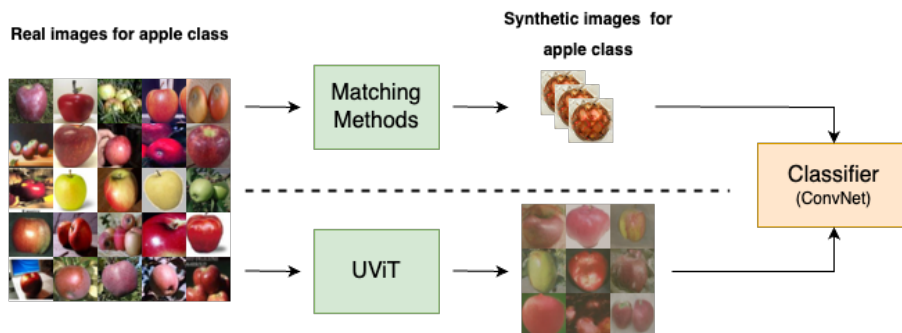 Real images for apple class
Synthetic images for
apple class
Matching
Methods
Classifier
(ConvNet)
UViT